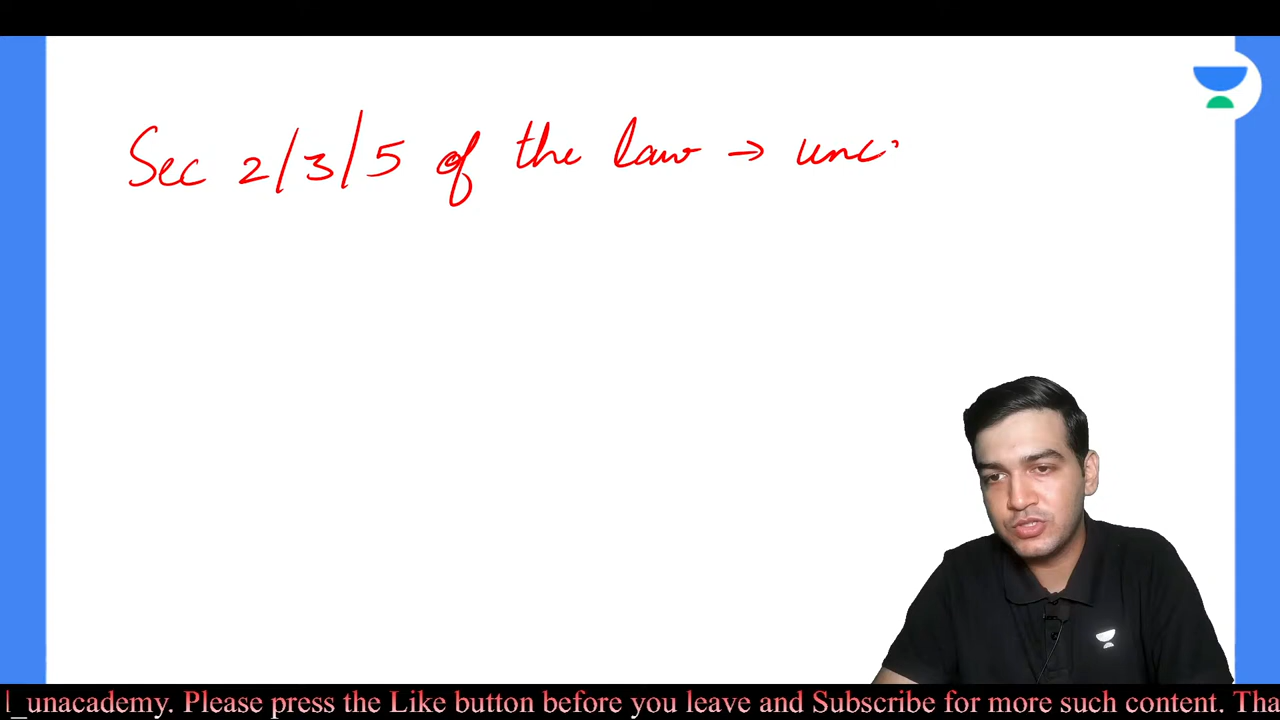 Sec 2/3/5 of the law → unc
l_unacademy. Please press the Like button before you leave and Subscribe for more such content. Tha